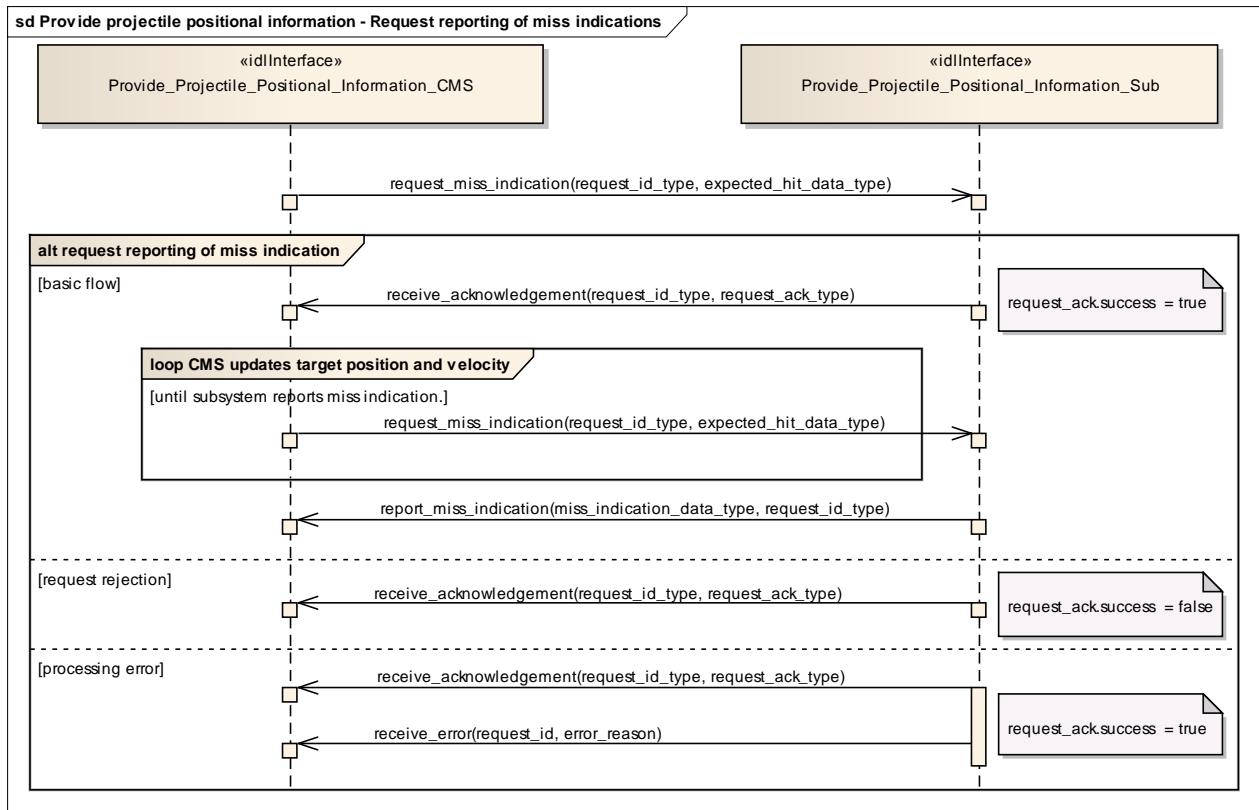 sd Provide projectile positional information - Request reporting of miss indications
«idlInterface»
Provide_Projectile_Positional_Information_CMS
«idlInterface»
Provide_Projectile_Positional_Information_Sub
request_miss_indication(request_id_type, expected_hit_data_type)
alt request reporting of miss indication
[basic flow]
receive_acknowledgement(request_id_type, request_ack_type)
request_ack.success = true
loop CMS updates target position and velocity
[until subsystem reports miss indication.]
request_miss_indication(request_id_type, expected_hit_data_type)
report_miss_indication(miss_indication_data_type, request_id_type)
[request rejection]
receive_acknowledgement(request_id_type, request_ack_type)
request_ack.success = false
[processing error]
receive_acknowledgement(request_id_type, request_ack_type)
request_ack.success = true
receive_error(request_id, error_reason)